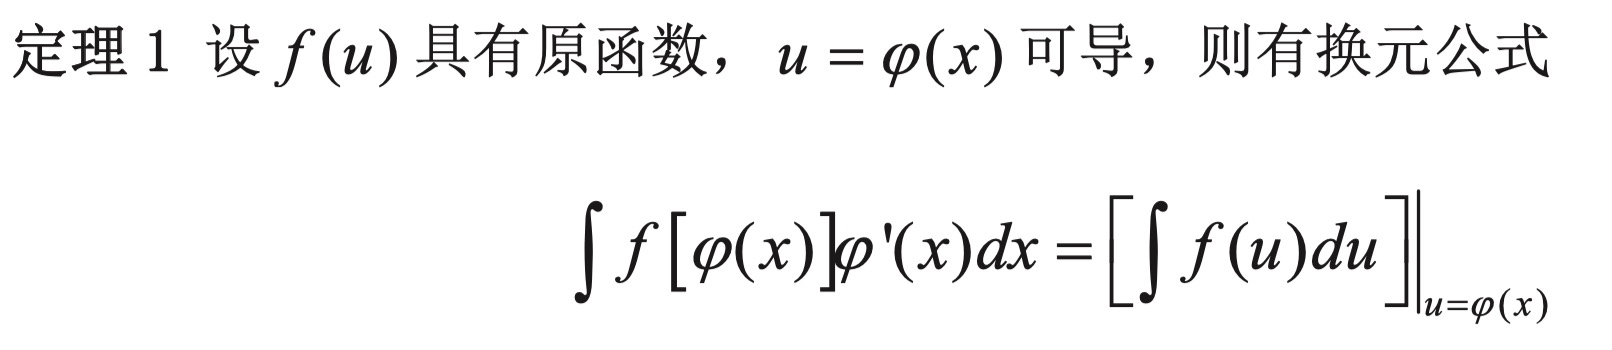 定理 1 设 f(u) 具有原函数， u = φ(x) 可导，则有换元公式
∫ f[φ(x)]φ'(x)dx = [∫ f(u)du]|u=φ(x)